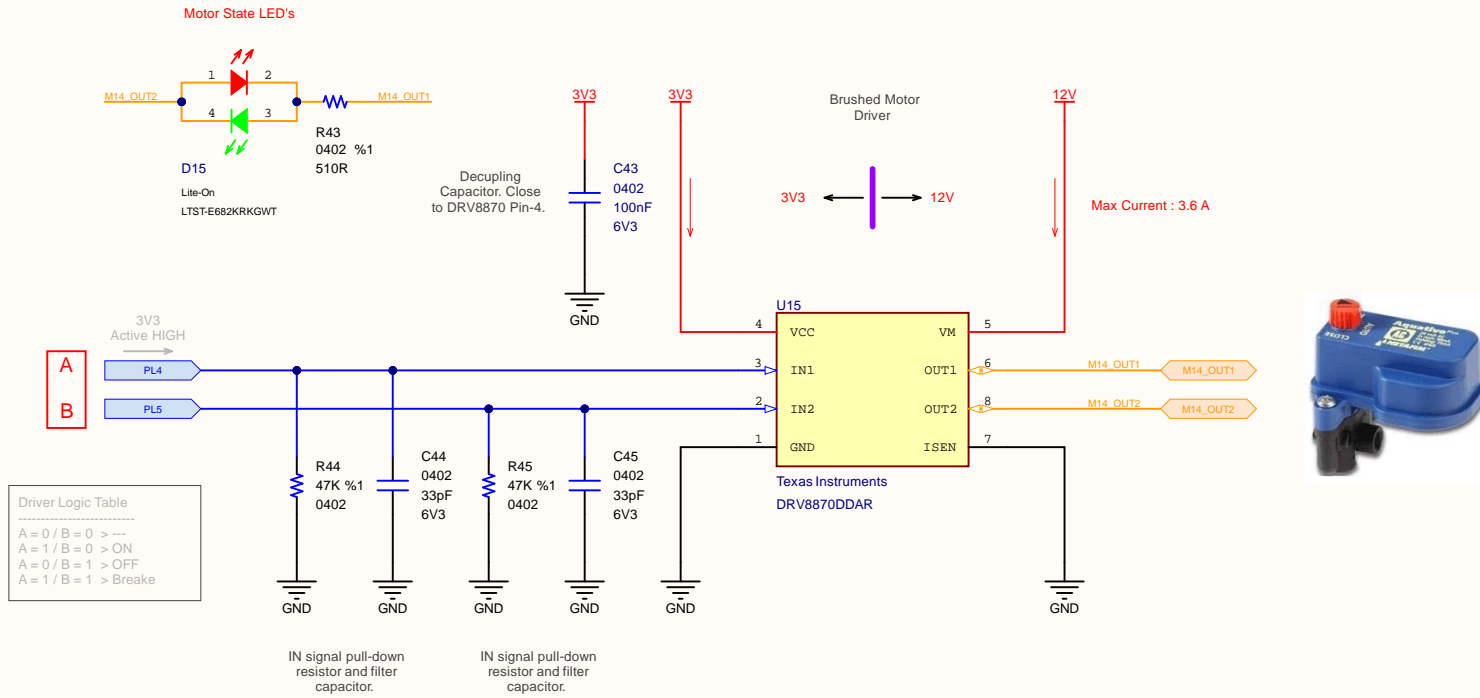 Motor State LED's
1
2
M14_OUT2
M14_OUT1
4
3
R43
0402 %1
510R
D15
Lite-On
LTST-E682KRKGWT
3V3
Decupling
Capacitor. Close
to DRV8870 Pin-4.
C43
0402
100nF
6V3
GND
3V3
Brushed Motor
Driver
12V
3V3
12V
Max Current : 3.6 A
U15
4
VCC
VM
5
3
IN1
OUT1
6
2
IN2
OUT2
8
1
GND
ISEN
7
Texas Instruments
DRV8870DDAR
M14_OUT1
M14_OUT1
M14_OUT2
M14_OUT2
3V3
Active HIGH
A
PL4
B
PL5
R44
47K %1
0402
C44
0402
33pF
6V3
R45
47K %1
0402
C45
0402
33pF
6V3
Driver Logic Table
--------------------------
A = 0 / B = 0 > ---
A = 1 / B = 0 > ON
A = 0 / B = 1 > OFF
A = 1 / B = 1 > Breake
GND
GND
GND
GND
GND
GND
IN signal pull-down
resistor and filter
capacitor.
IN signal pull-down
resistor and filter
capacitor.
Aquative
Plus
NETAFIM
AUTO
CLOSE